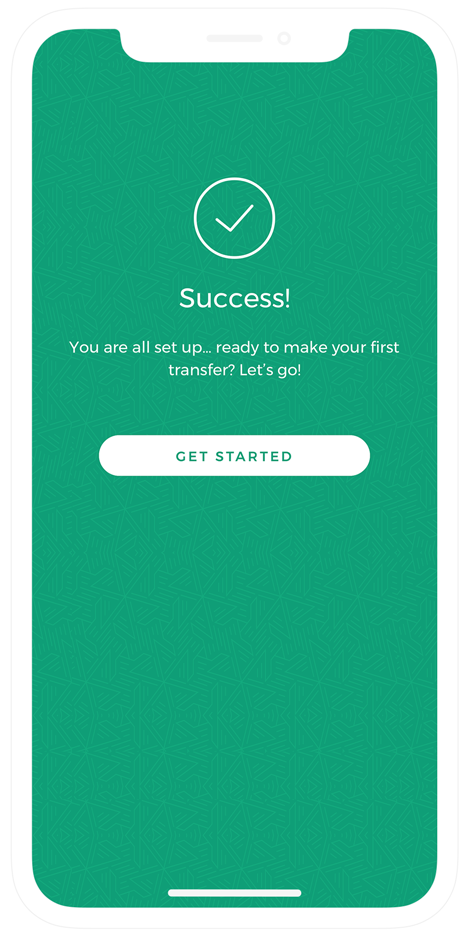 Success!
You are all set up... ready to make your first
transfer? Let's go!
GET STARTED